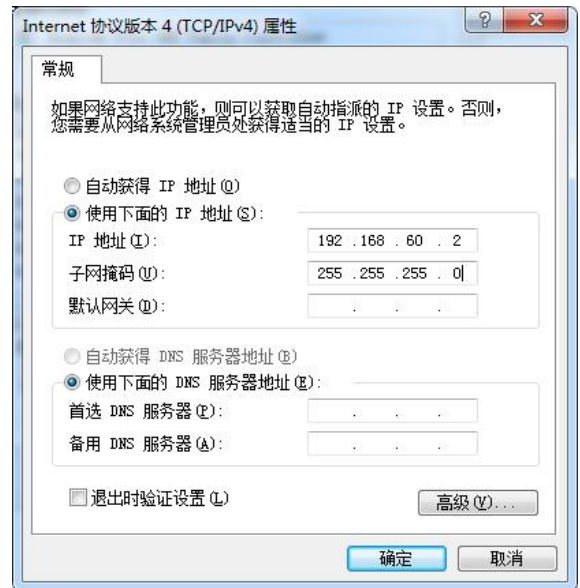 Internet 协议版本 4 (TCP/IPv4) 属性
常规
如果网络支持此功能，则可以获取自动指派的 IP 设置。否则，
您需要从网络系统管理员处获得适当的 IP 设置。
自动获得 IP 地址(O)
使用下面的 IP 地址(S):
IP 地址(I): 192 .168 .60 .2
子网掩码(U): 255 .255 .255 .0
默认网关(D): . . .
自动获得 DNS 服务器地址(B)
使用下面的 DNS 服务器地址(E):
首选 DNS 服务器(P): . . .
备用 DNS 服务器(A): . . .
退出时验证设置(L)
高级(V)...
确定 取消